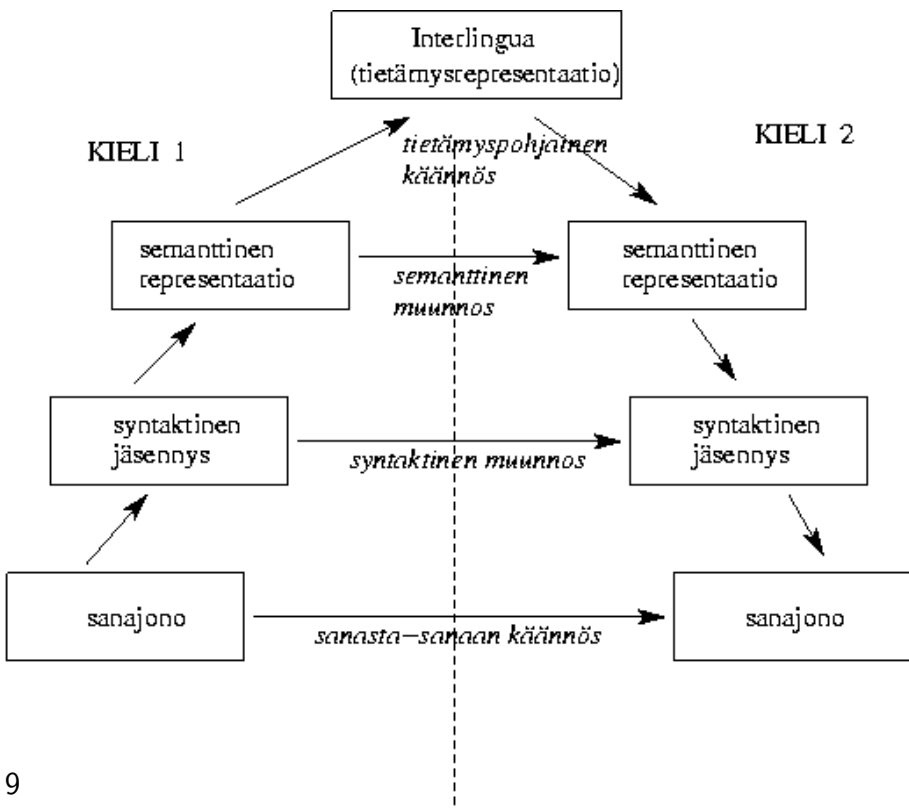 Interlingua
(tietämysrepresentaatio)
KIELI 1
KIELI 2
tietämyspohjainen
käännös
semanttinen
representaatio
semanttinen
muunnos
semanttinen
representaatio
syntaktinen
jäsennys
syntaktinen muunnos
syntaktinen
jäsennys
sanajono
sanasta-sanaan käännös
sanajono
9